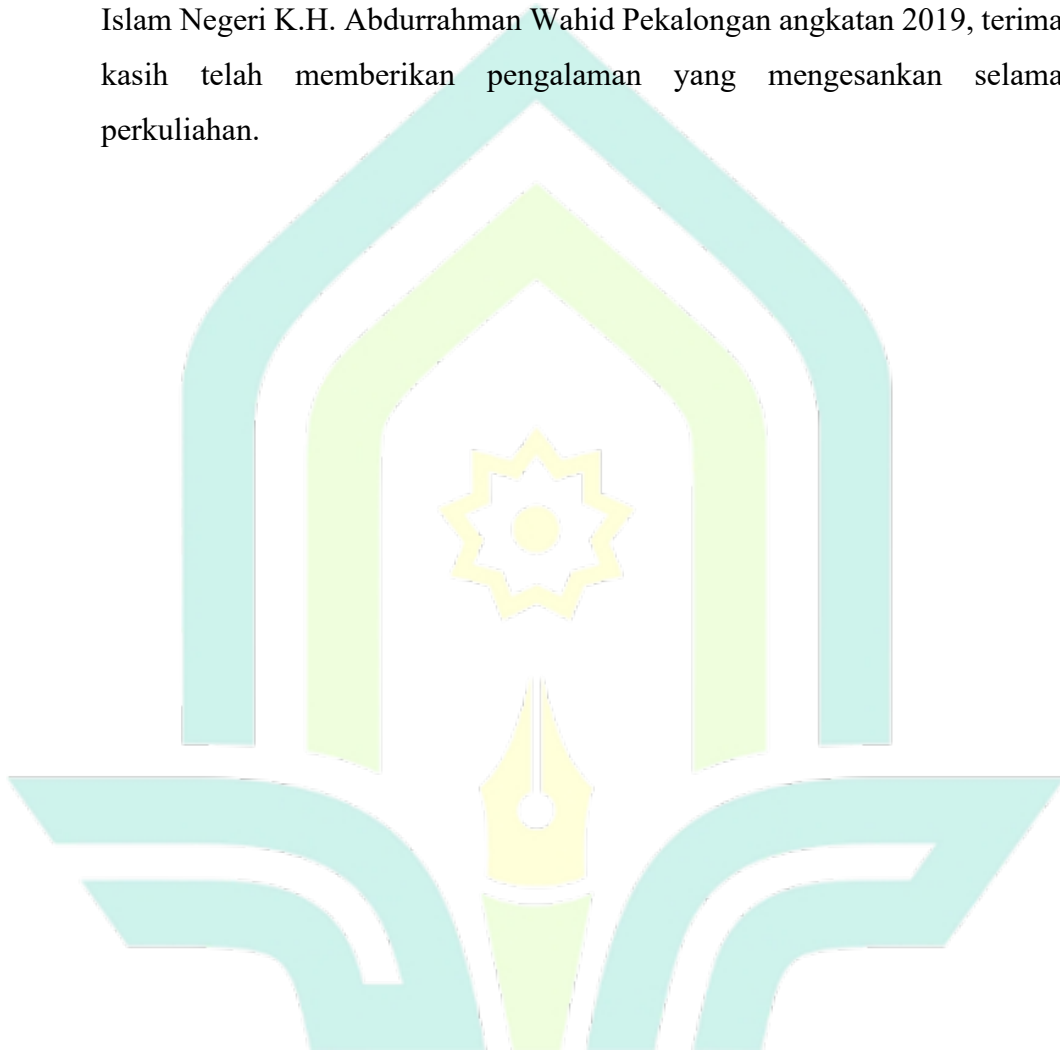 Islam Negeri K.H. Abdurrahman Wahid Pekalongan angkatan 2019, terima
kasih telah memberikan pengalaman yang mengesankan selama
perkuliahan.